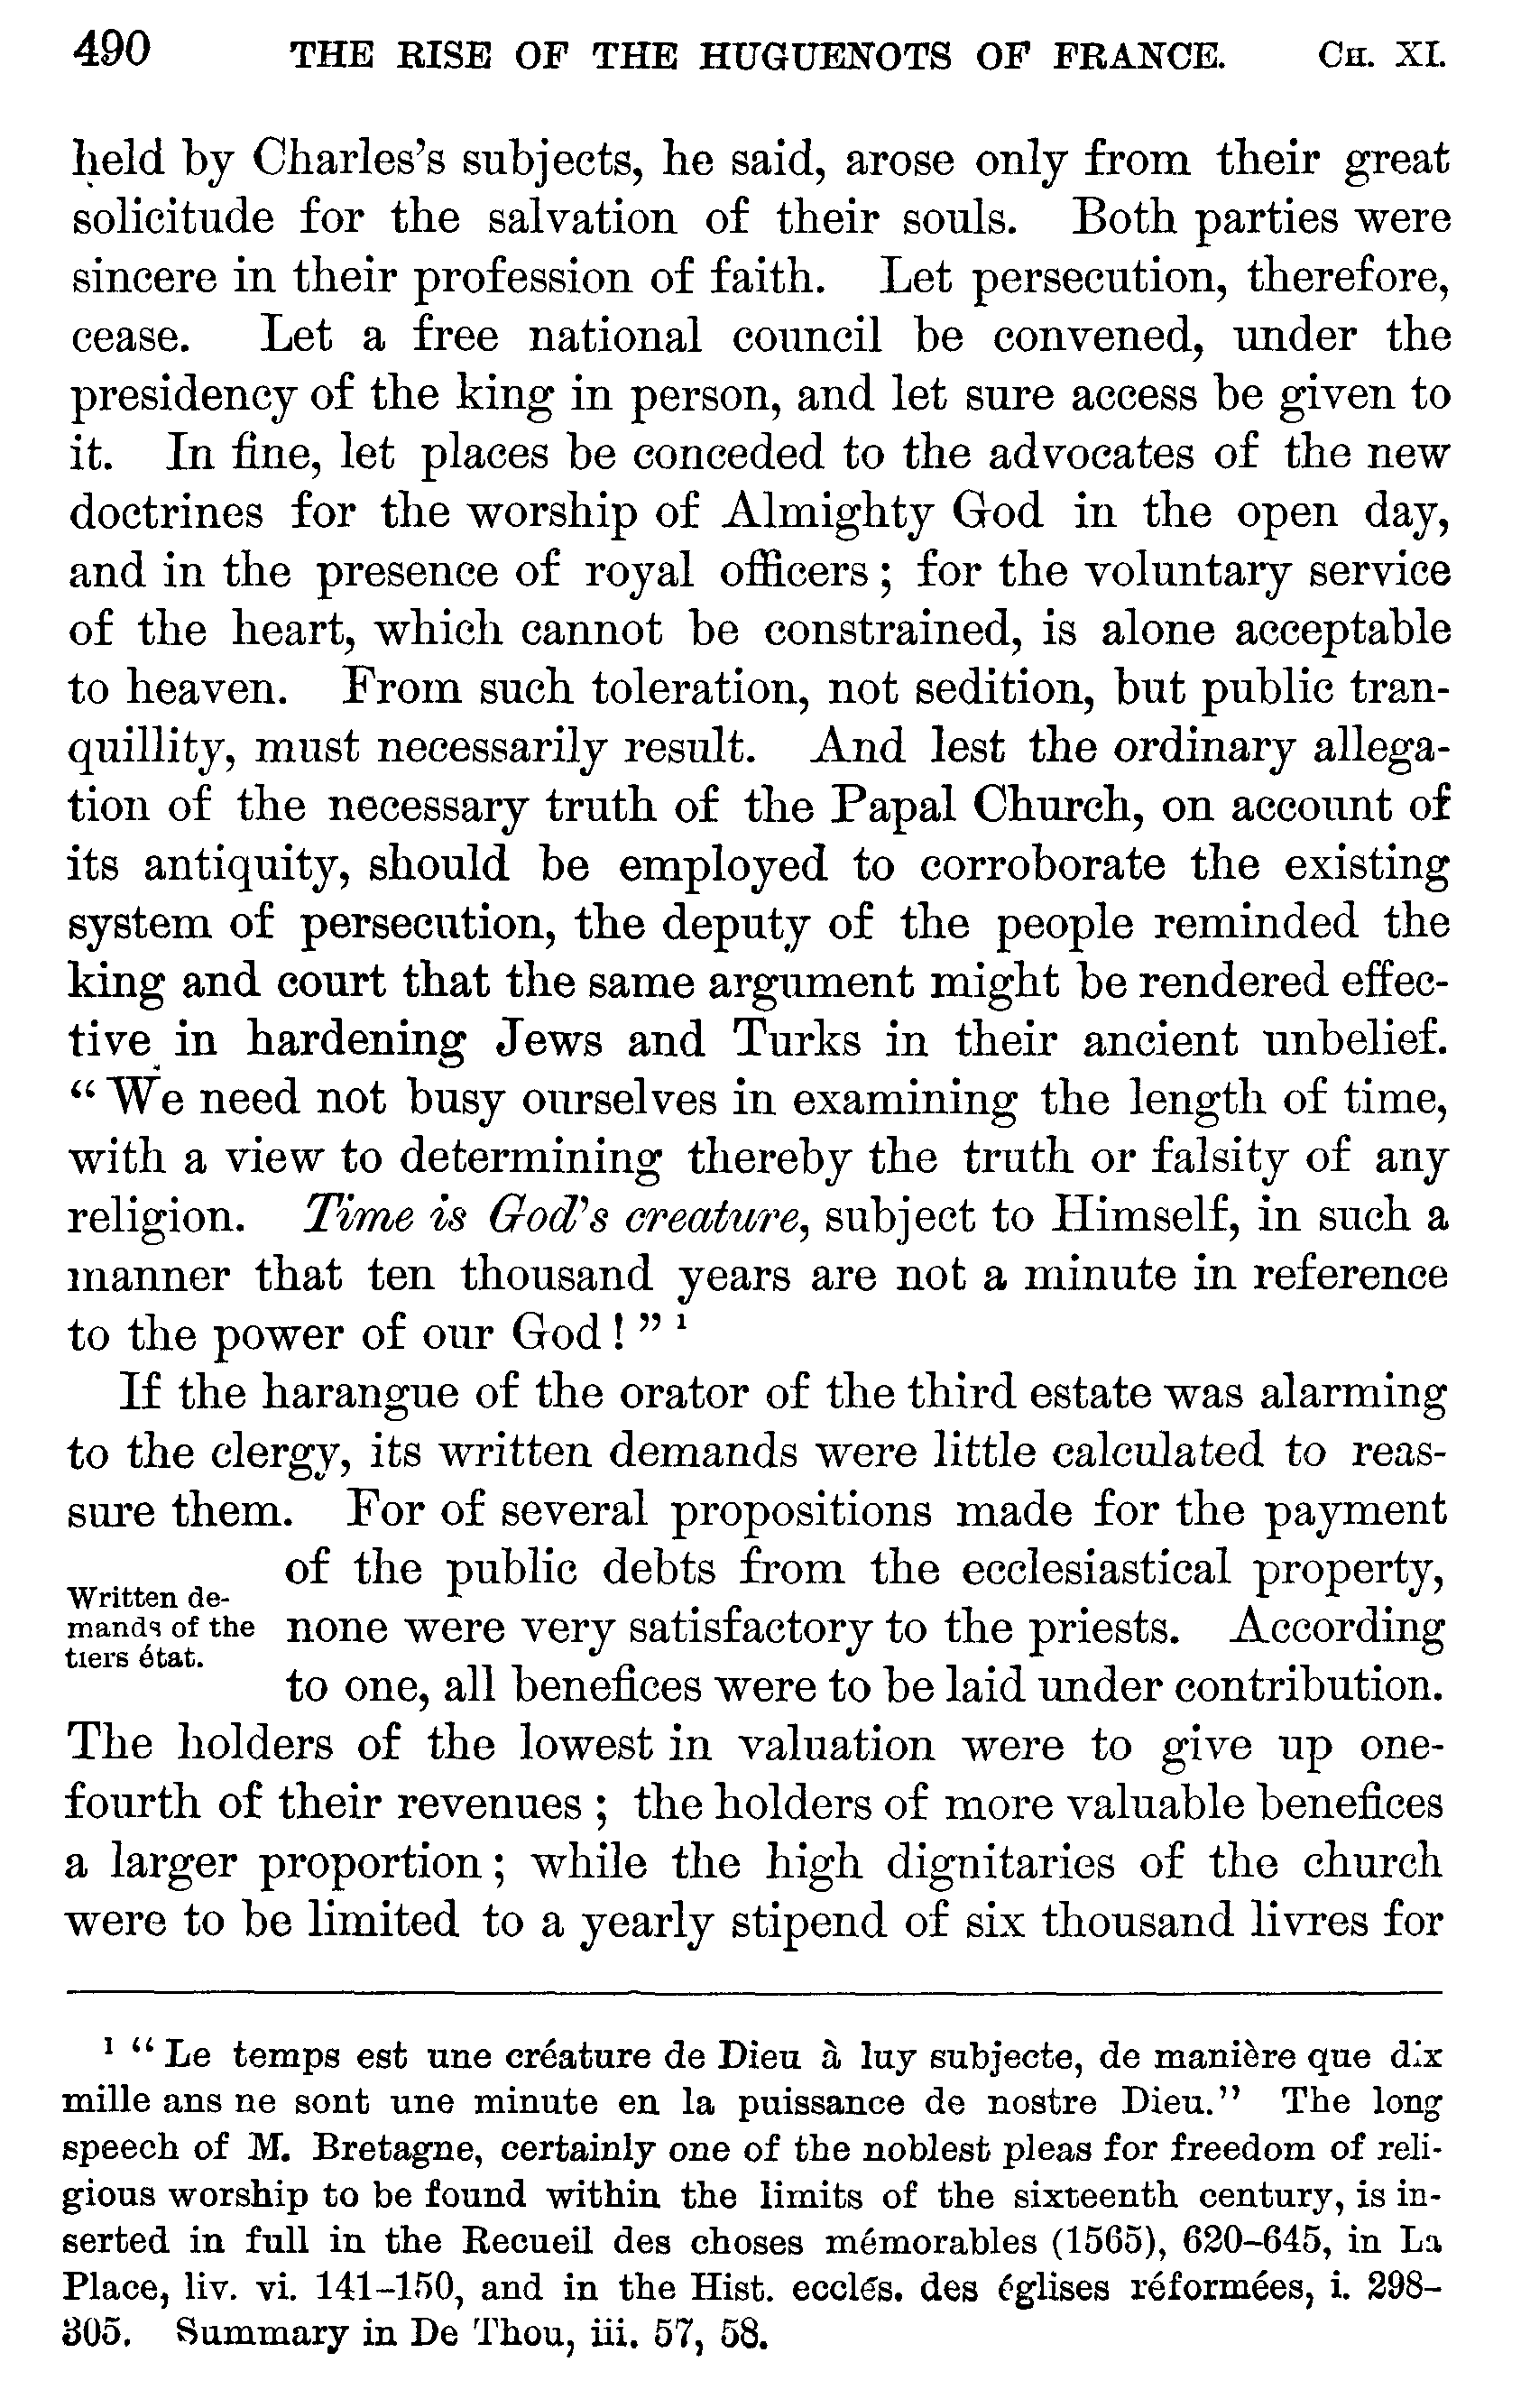 490 THE RISE OF THE HUGUENOTS OF FRANCE. CH. XI.
held by Charles's subjects, he said, arose only from their great
solicitude for the salvation of their souls. Both parties were
sincere in their profession of faith. Let persecution, therefore,
cease. Let a free national council be convened, under the
presidency of the king in person, and let sure access be given to
it. In fine, let places be conceded to the advocates of the new
doctrines for the worship of Almighty God in the open day,
and in the presence of royal officers; for the voluntary service
of the heart, which cannot be constrained, is alone acceptable
to heaven. From such toleration, not sedition, but public tran-
quillity, must necessarily result. And lest the ordinary allega-
tion of the necessary truth of the Papal Church, on account of
its antiquity, should be employed to corroborate the existing
system of persecution, the deputy of the people reminded the
king and court that the same argument might be rendered effec-
tive in hardening Jews and Turks in their ancient unbelief.
“We need not busy ourselves in examining the length of time,
with a view to determining thereby the truth or falsity of any
religion. Time is God's creature, subject to Himself, in such a
manner that ten thousand years are not a minute in reference
to the power of our God!” ¹
If the harangue of the orator of the third estate was alarming
to the clergy, its written demands were little calculated to reas-
sure them. For of several propositions made for the payment
Written de-
mands of the
tiers état.
of the public debts from the ecclesiastical property,
none were very satisfactory to the priests. According
to one, all benefices were to be laid under contribution.
The holders of the lowest in valuation were to give up one-
fourth of their revenues; the holders of more valuable benefices
a larger proportion; while the high dignitaries of the church
were to be limited to a yearly stipend of six thousand livres for
¹ “Le temps est une créature de Dieu à luy subjecte, de manière que dix
mille ans ne sont une minute en la puissance de nostre Dieu.” The long
speech of M. Bretagne, certainly one of the noblest pleas for freedom of reli-
gious worship to be found within the limits of the sixteenth century, is in-
serted in full in the Recueil des choses mémorables (1565), 620–645, in La
Place, liv. vi. 141–150, and in the Hist. ecclés. des églises réformées, i. 298–
305. Summary in De Thou, iii. 57, 58.